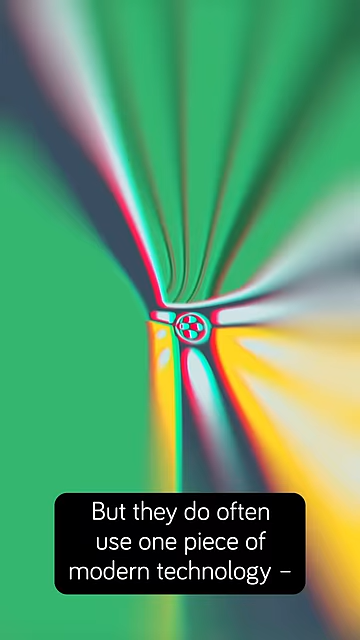 But they do often
use one piece of
modern technology –